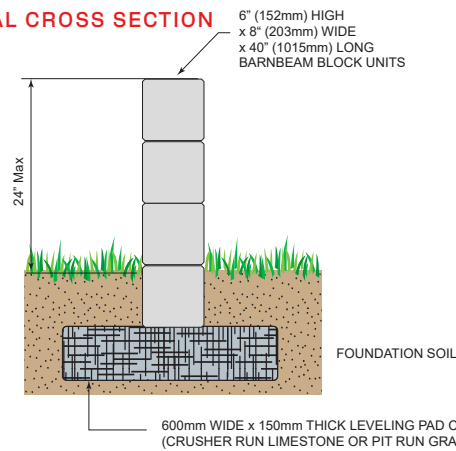 AL CROSS SECTION
6" (152mm) HIGH
x 8" (203mm) WIDE
x 40" (1015mm) LONG
BARNBEAM BLOCK UNITS
24" Max
FOUNDATION SOIL
600mm WIDE x 150mm THICK LEVELING PAD
(CRUSHER RUN LIMESTONE OR PIT RUN GRA